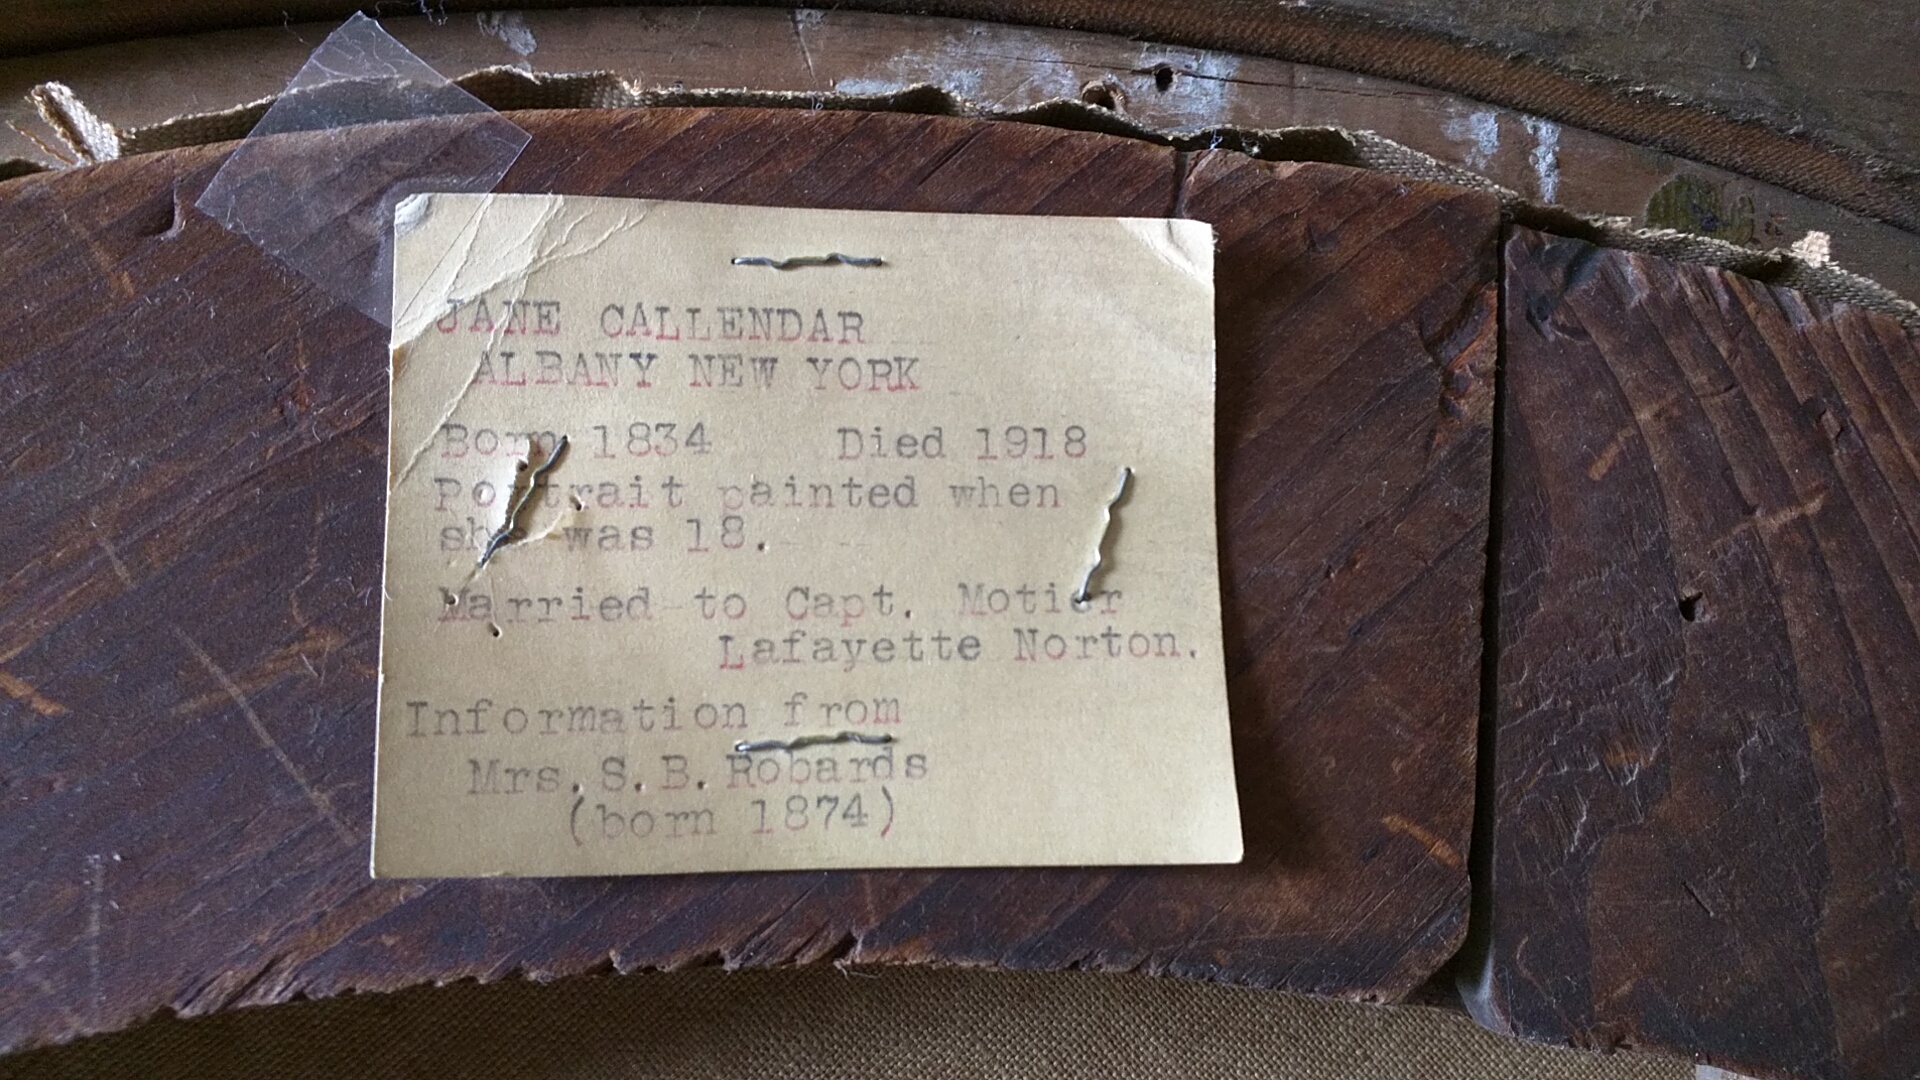 JANE CALLENDAR
ALBANY NEW YORK
Born 1834 Died 1918
Portrait painted when
she was 18.
Married to Capt. Motier
Lafayette Norton.
Information from
Mrs. S. B. Robards
(born 1874)